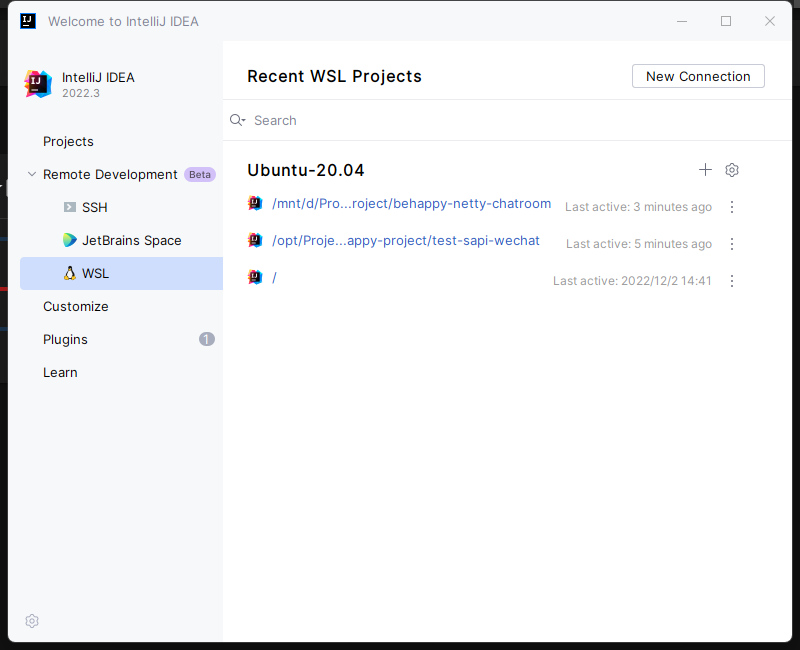 Welcome to IntelliJ IDEA
IntelliJ IDEA
2022.3
Projects
Remote Development Beta
SSH
JetBrains Space
WSL
Customize
Plugins 1
Learn
Recent WSL Projects
New Connection
Search
Ubuntu-20.04
/mnt/d/Pro...roject/behappy-netty-chatroom Last active: 3 minutes ago
/opt/Proje...appy-project/test-sapi-wechat Last active: 5 minutes ago
/ Last active: 2022/12/2 14:41